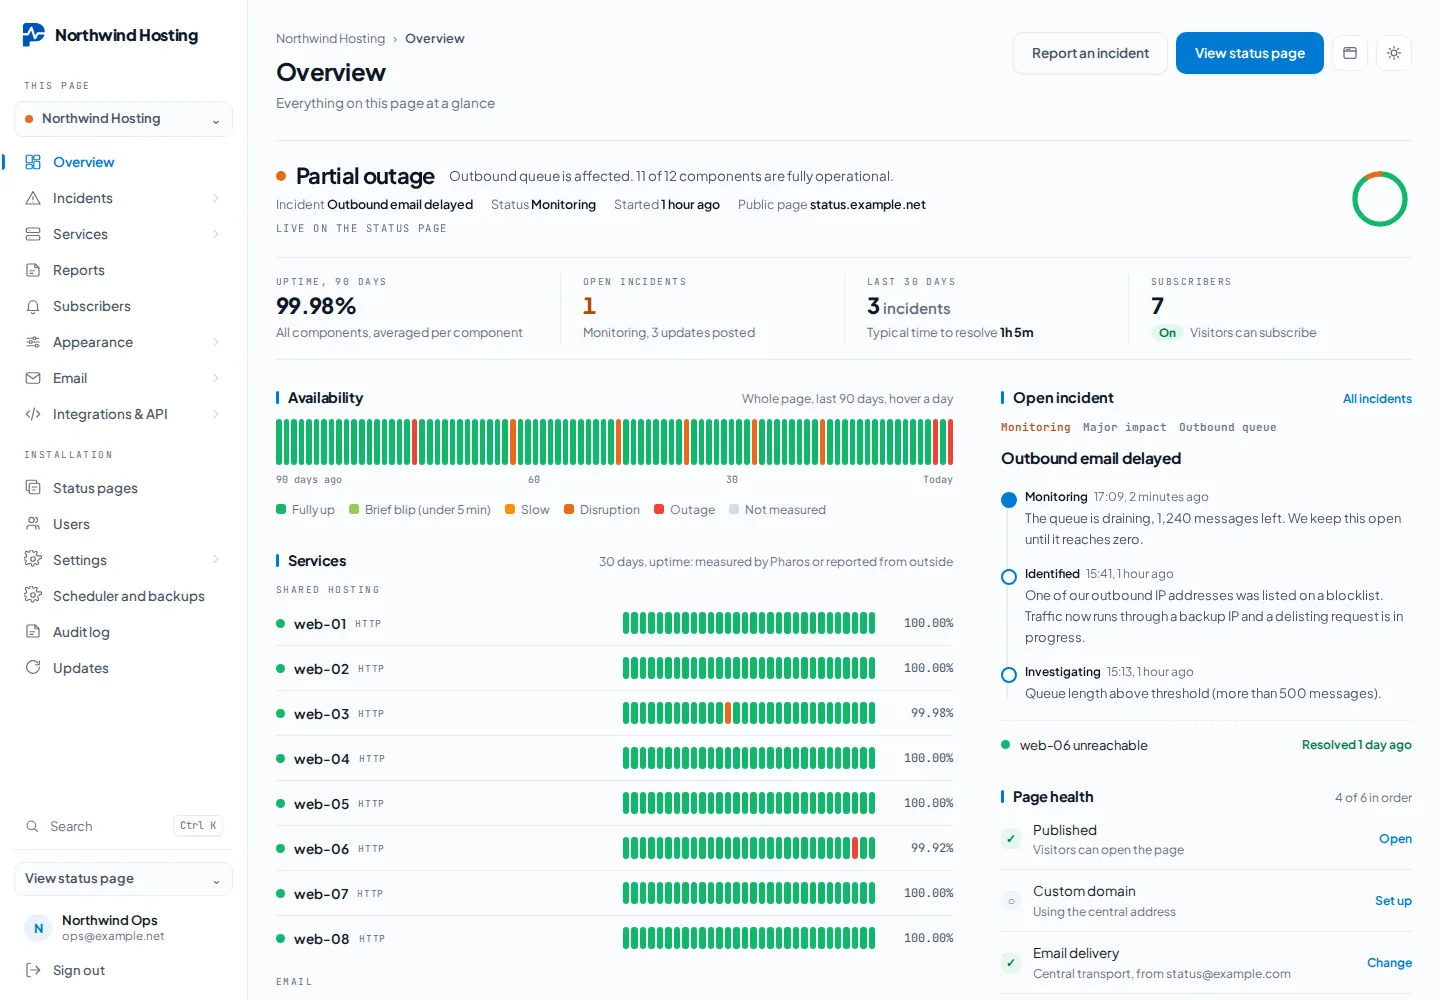 Northwind Hosting
THIS PAGE
Northwind Hosting
Overview
Incidents
Services
Reports
Subscribers
Appearance
Email
Integrations & API
INSTALLATION
Status pages
Users
Settings
Scheduler and backups
Audit log
Updates
Search Ctrl K
View status page
N
Northwind Ops
ops@example.net
Sign out
Northwind Hosting › Overview
Overview
Everything on this page at a glance
Report an incident
View status page
Partial outage Outbound queue is affected. 11 of 12 components are fully operational.
Incident Outbound email delayed Status Monitoring Started 1 hour ago Public page status.example.net
LIVE ON THE STATUS PAGE
UPTIME, 90 DAYS
99.98%
All components, averaged per component
OPEN INCIDENTS
1
Monitoring, 3 updates posted
LAST 30 DAYS
3 incidents
Typical time to resolve 1h 5m
SUBSCRIBERS
7
On Visitors can subscribe
Availability Whole page, last 90 days, hover a day
90 days ago 60 30 Today
Fully up Brief blip (under 5 min) Slow Disruption Outage Not measured
Services 30 days, uptime: measured by Pharos or reported from outside
SHARED HOSTING
web-01 HTTP 100.00%
web-02 HTTP 100.00%
web-03 HTTP 99.98%
web-04 HTTP 100.00%
web-05 HTTP 100.00%
web-06 HTTP 99.92%
web-07 HTTP 100.00%
web-08 HTTP 100.00%
EMAIL
Open incident All incidents
Monitoring Major impact Outbound queue
Outbound email delayed
Monitoring 17:09, 2 minutes ago
The queue is draining, 1,240 messages left. We keep this open
until it reaches zero.
Identified 15:41, 1 hour ago
One of our outbound IP addresses was listed on a blocklist.
Traffic now runs through a backup IP and a delisting request is in
progress.
Investigating 15:13, 1 hour ago
Queue length above threshold (more than 500 messages).
web-06 unreachable Resolved 1 day ago
Page health 4 of 6 in order
Published
Visitors can open the page
Open
Custom domain
Using the central address
Set up
Email delivery
Central transport, from status@example.com
Change